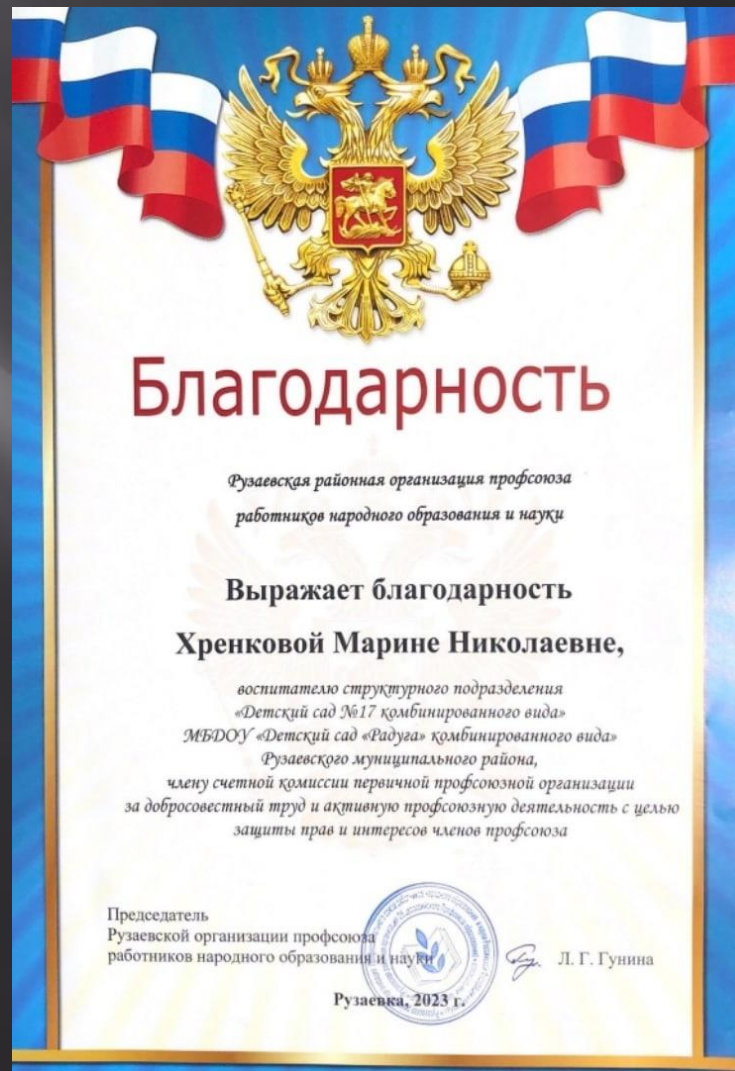 Благодарность
Рузаевская районная организация профсоюза
работников народного образования и науки
Выражает благодарность
Хренковой Марине Николаевне,
воспитателю структурного подразделения
«Детский сад №17 комбинированного вида»
МБДОУ «Детский сад «Радуга» комбинированного вида»
Рузаевского муниципального района,
члену счетной комиссии первичной профсоюзной организации
за добросовестный труд и активную профсоюзную деятельность с целью
защиты прав и интересов членов профсоюза
Председатель
Рузаевской организации профсоюза
работников народного образования и науки
Л. Г. Гунина
Рузаевка, 2023 г.